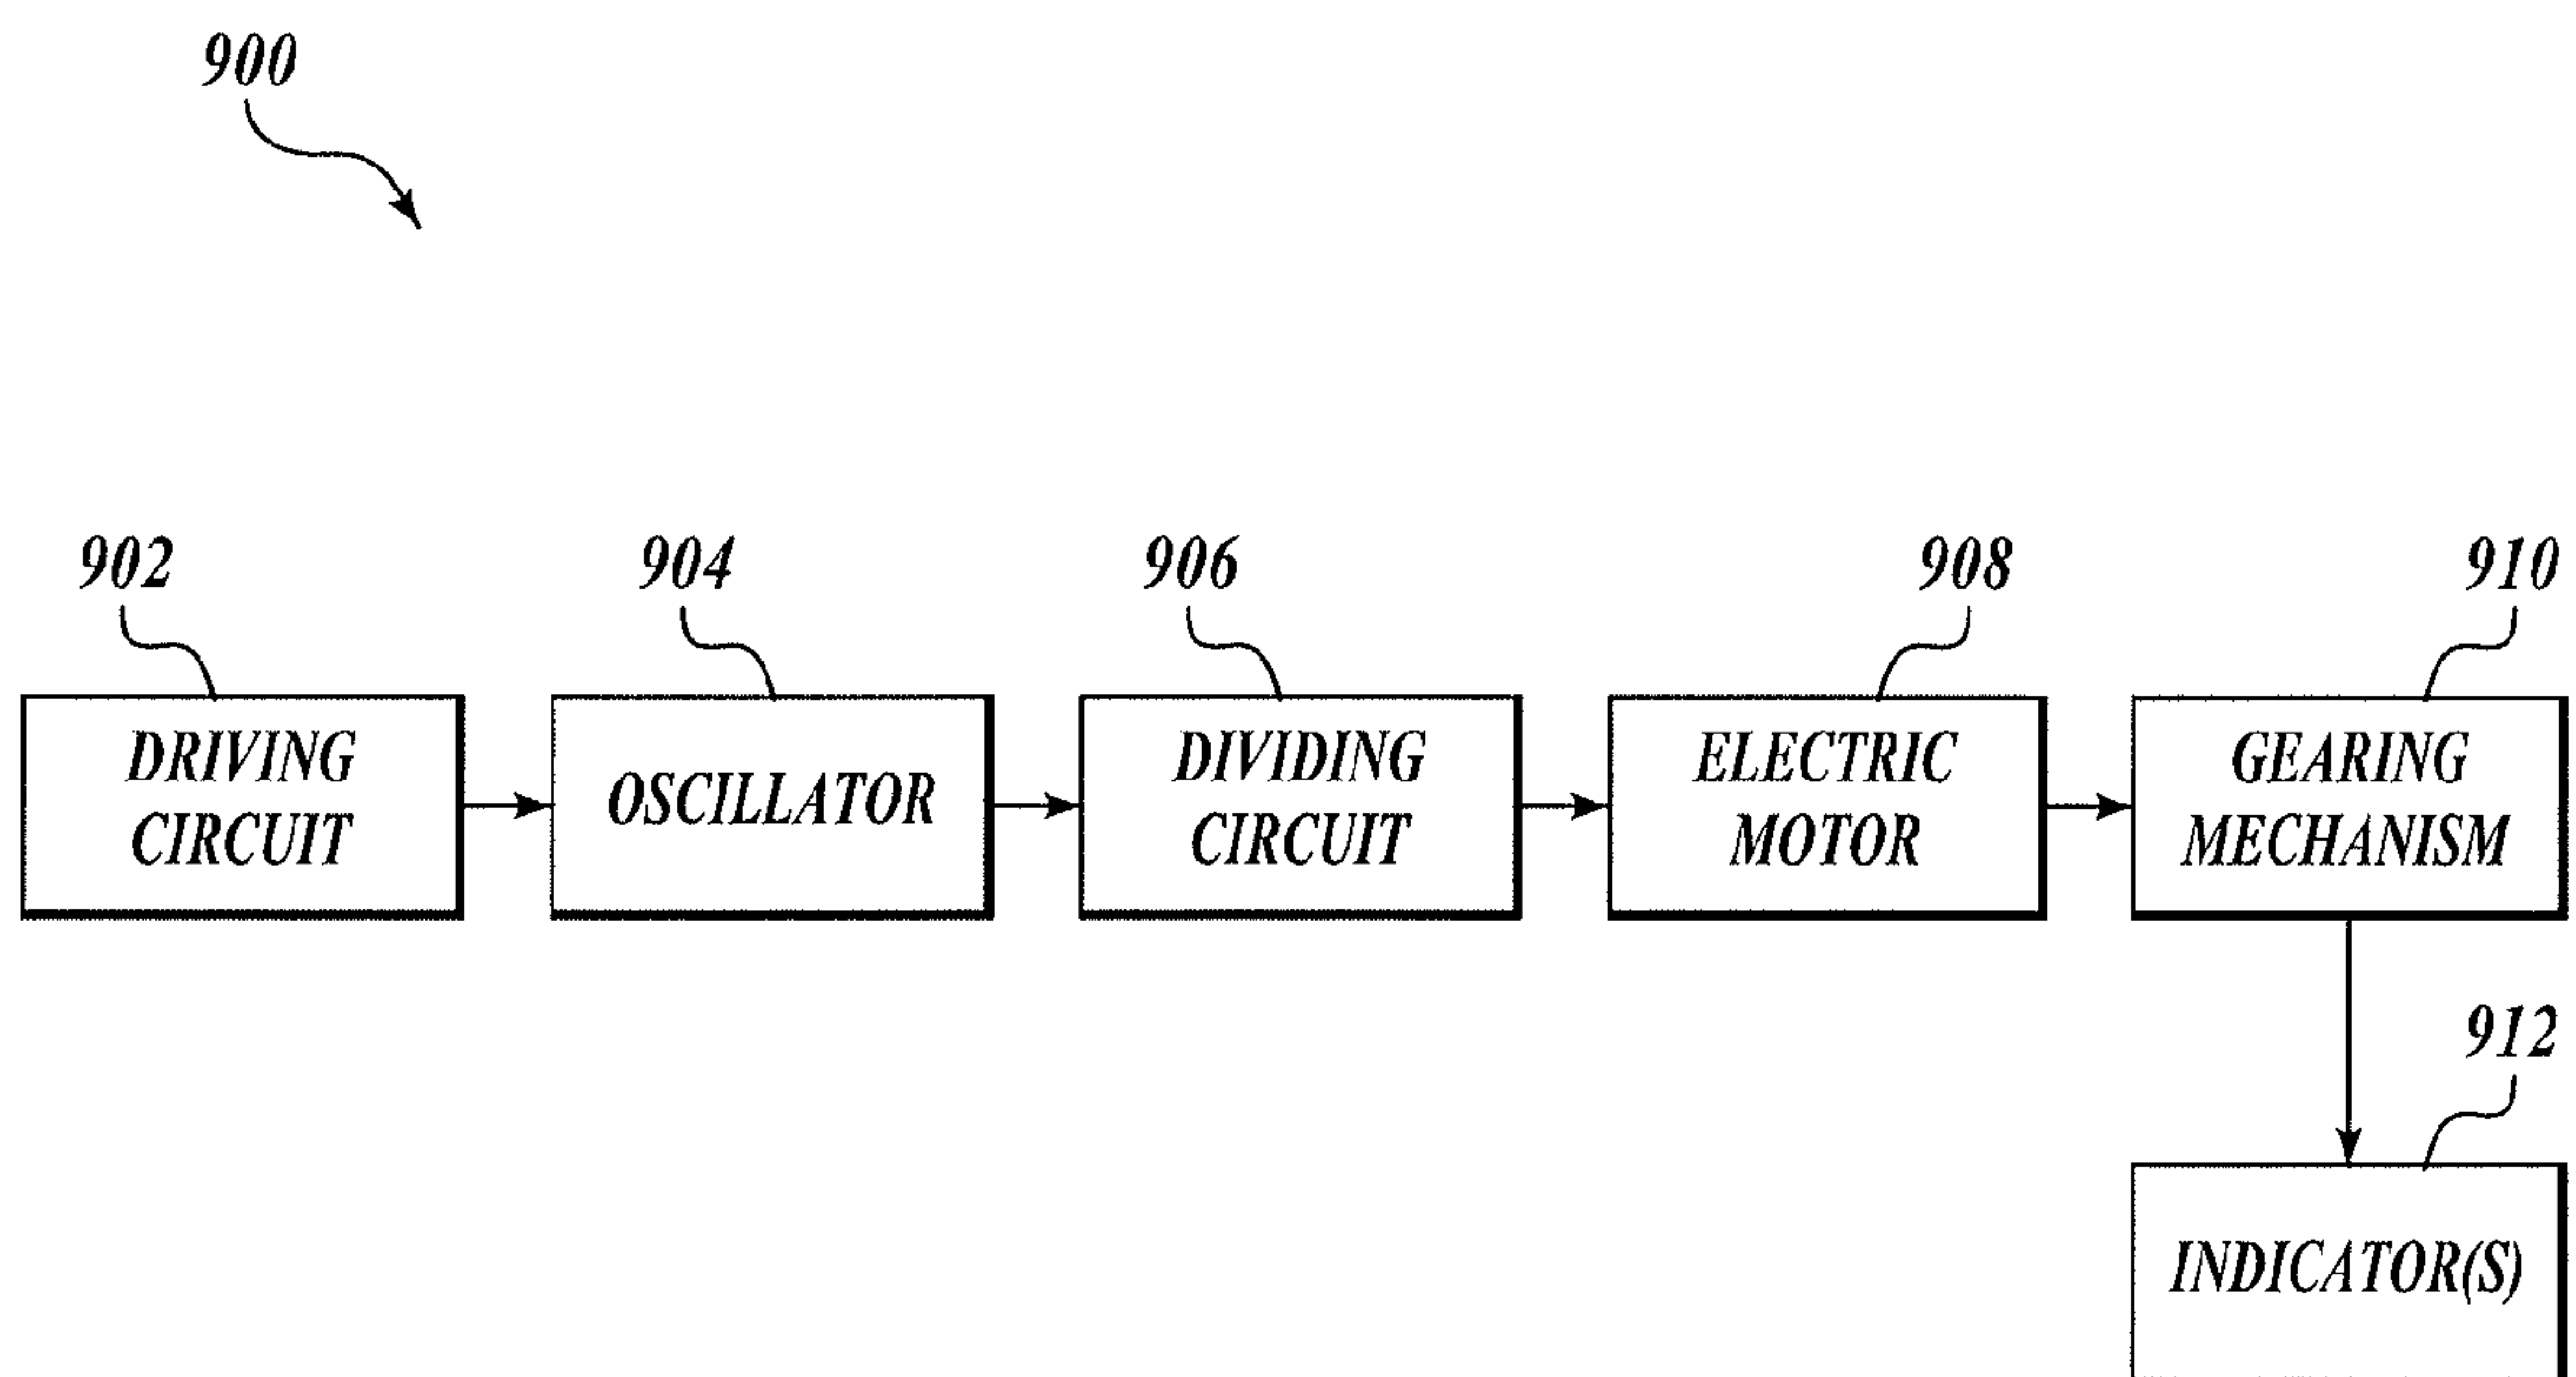 900
902
904
906
908
910
DRIVING
CIRCUIT
OSCILLATOR
DIVIDING
CIRCUIT
ELECTRIC
MOTOR
GEARING
MECHANISM
912
INDICATOR(S)